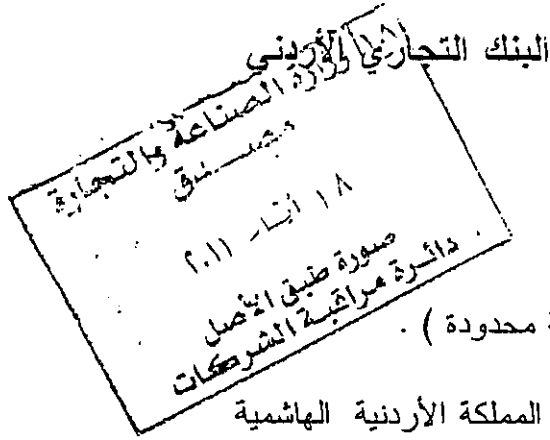 البنك التجاري الأردني
وزارة الصناعة والتجارة
مصدق
١٨ أيار ٢٠١١
صورة طبق الأصل
دائرة مراقبة الشركات
محدودة ) .
المملكة الأردنية الهاشمية